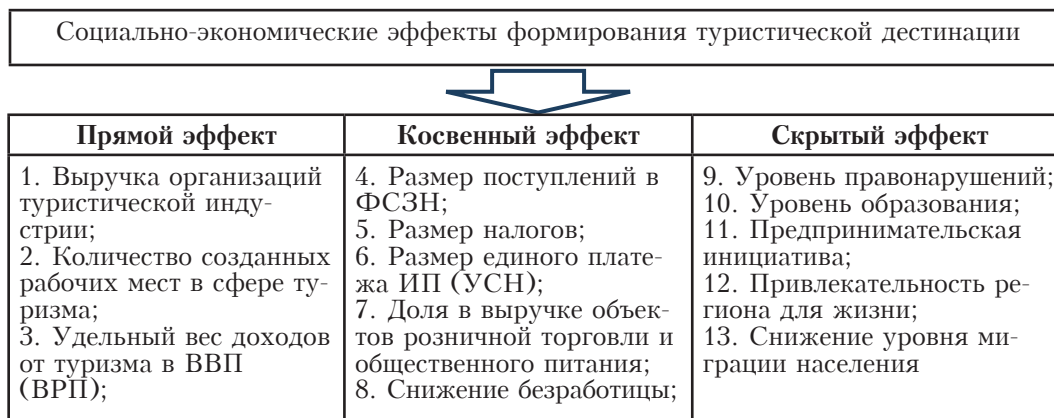 Социально-экономические эффекты формирования туристической дестинации
Прямой эффект
1. Выручка организаций
туристической инду-
стрии;
2. Количество созданных
рабочих мест в сфере ту-
ризма;
3. Удельный вес доходов
от туризма в ВВП
(ВРП);
Косвенный эффект
4. Размер поступлений в
ФСЗН;
5. Размер налогов;
6. Размер единого плате-
жа ИП (УСН);
7. Доля в выручке объек-
тов розничной торговли и
общественного питания;
8. Снижение безработицы;
Скрытый эффект
9. Уровень правонарушений;
10. Уровень образования;
11. Предпринимательская
инициатива;
12. Привлекательность ре-
гиона для жизни;
13. Снижение уровня ми-
грации населения